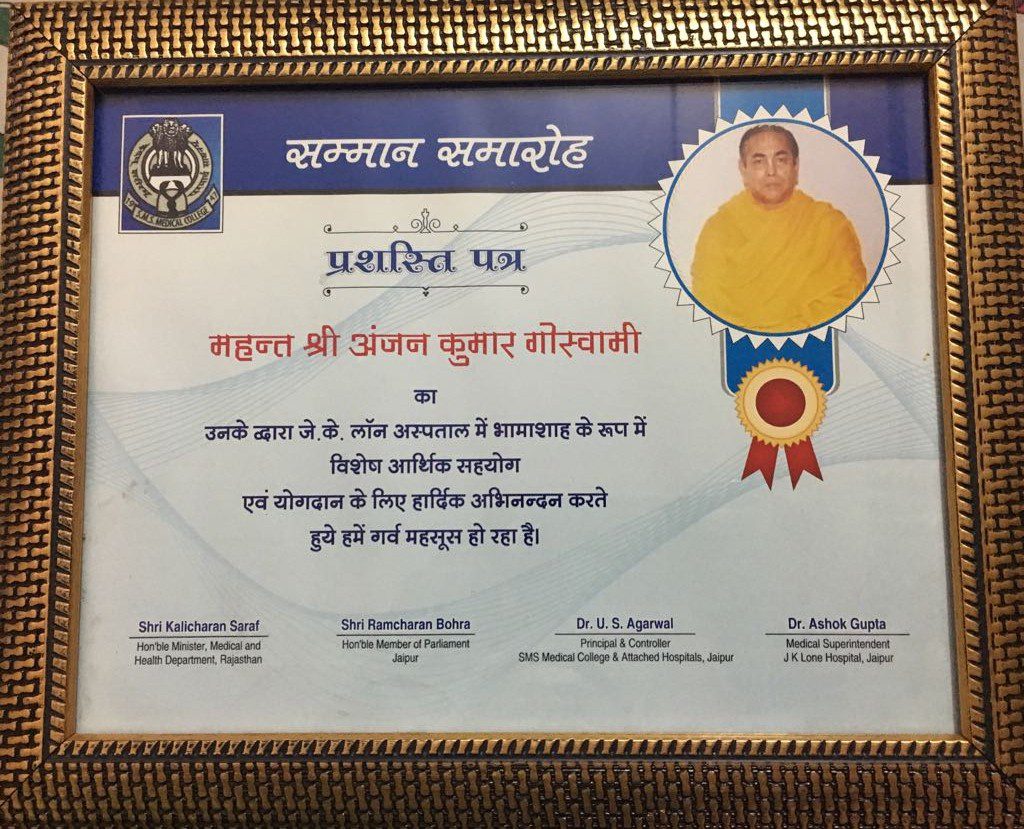 सम्मान समारोह
S.M.S. MEDICAL COLLEGE
प्रशस्ति पत्र
महन्त श्री अंजन कुमार गोस्वामी
का
उनके द्वारा जे.के. लॉन अस्पताल में भामाशाह के रूप में
विशेष आर्थिक सहयोग
एवं योगदान के लिए हार्दिक अभिनन्दन करते
हुये हमें गर्व महसूस हो रहा है।
Shri Kalicharan Saraf
Hon'ble Minister, Medical and
Health Department, Rajasthan
Shri Ramcharan Bohra
Hon'ble Member of Parliament
Jaipur
Dr. U. S. Agarwal
Principal & Controller
SMS Medical College & Attached Hospitals, Jaipur
Dr. Ashok Gupta
Medical Superintendent
J K Lone Hospital, Jaipur